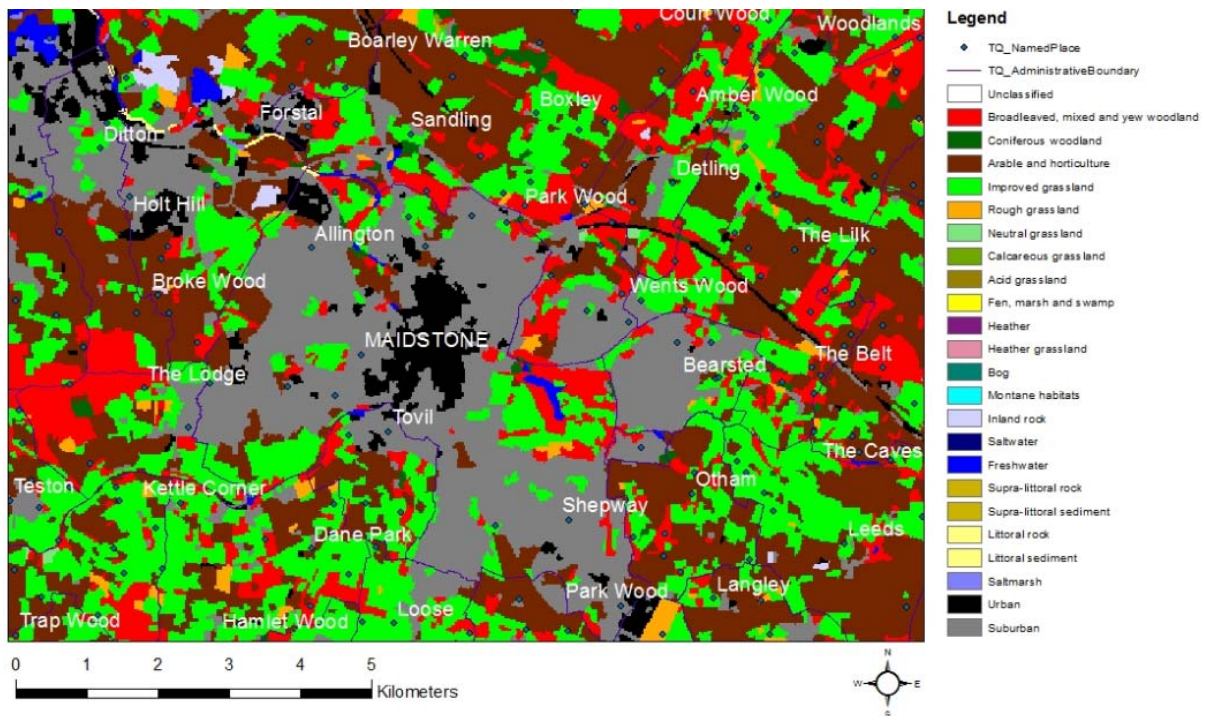 Court Wood
Woodlands
Boarley Warren
Boxley
Amber Wood
Forstal
Sandling
Ditton
Detling
Holt Hill
Park Wood
Allington
The Lilk
Broke Wood
Wents Wood
MAIDSTONE
The Belt
Bearsted
The Lodge
Tovil
The Caves
Teston
Kettle Corner
Otham
Shepway
Leeds
Dane Park
Langley
Park Wood
Loose
Trap Wood
Hamlet Wood
Legend
TQ_NamedPlace
TQ_AdministrativeBoundary
Unclassified
Broadleaved, mixed and yew woodland
Coniferous woodland
Arable and horticulture
Improved grassland
Rough grassland
Neutral grassland
Calcareous grassland
Acid grassland
Fen, marsh and swamp
Heather
Heather grassland
Bog
Montane habitats
Inland rock
Saltwater
Freshwater
Supra-littoral rock
Supra-littoral sediment
Littoral rock
Littoral sediment
Saltmarsh
Urban
Suburban
0 1 2 3 4 5
Kilometers
N
W E
S